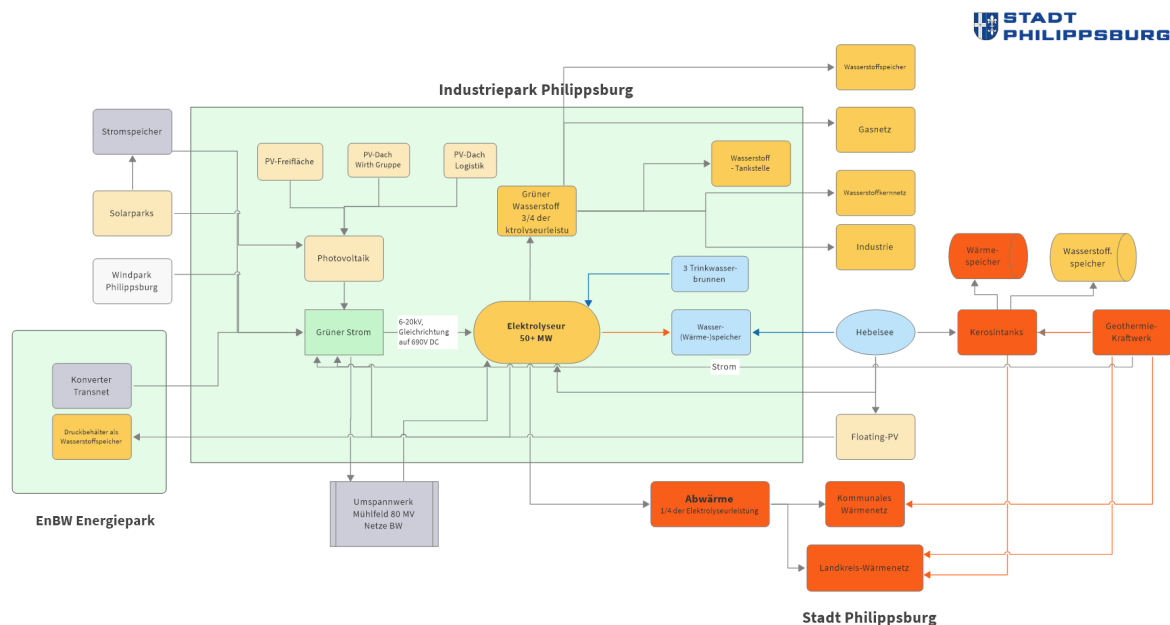 STADT
PHILIPPSBURG
Wasserstoffspeicher
Industriepark Philippsburg
Stromspeicher
Gasnetz
PV-Freifläche
PV-Dach
Wirth Gruppe
PV-Dach
Logistik
Wasserstoff
- Tankstelle
Solarparks
Grüner
Wasserstoff
3/4 der
ktrolyseurleistu
Wasserstoffkernnetz
Industrie
Wärme-
speicher
Wasserstoff.
speicher
Photovoltaik
Windpark
Philippsburg
3 Trinkwasser-
brunnen
Grüner Strom
6-20kV,
Gleichrichtung
auf 690V DC
Elektrolyseur
50+ MW
Wasser-
(Wärme-)speicher
Hebelsee
Kerosintanks
Geothermie-
Kraftwerk
Strom
Konverter
Transnet
Druckbehälter als
Wasserstoffspeicher
Floating-PV
EnBW Energiepark
Umspannwerk
Mühlfeld 80 MV
Netze BW
Abwärme
1/4 der Elektrolyseurleistung
Kommunales
Wärmenetz
Landkreis-Wärmenetz
Stadt Philippsburg